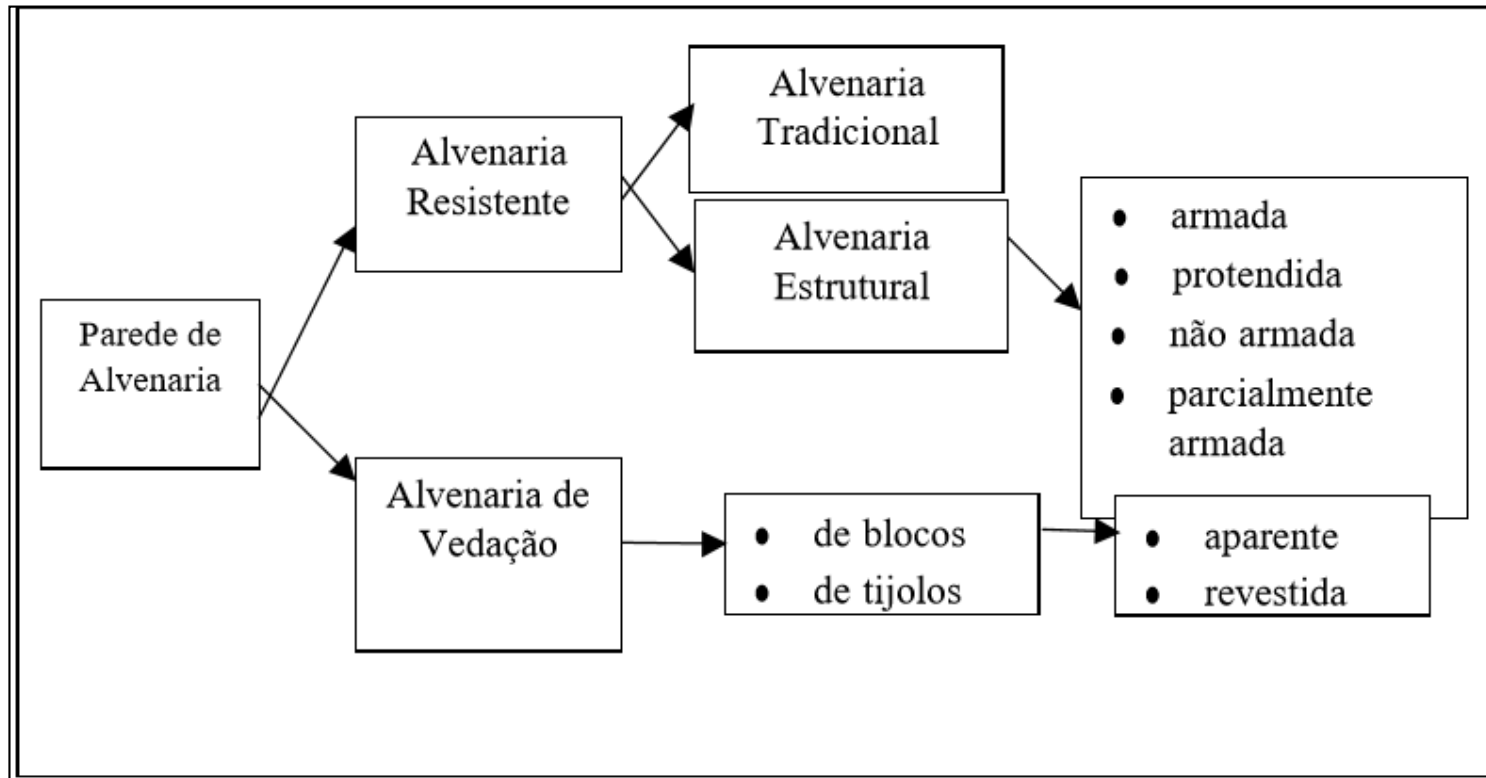 Parede de
Alvenaria
Alvenaria
Resistente
Alvenaria
Tradicional
Alvenaria
Estrutural
● armada
● protendida
● não armada
● parcialmente
armada
Alvenaria de
Vedação
● de blocos
● de tijolos
● aparente
● revestida